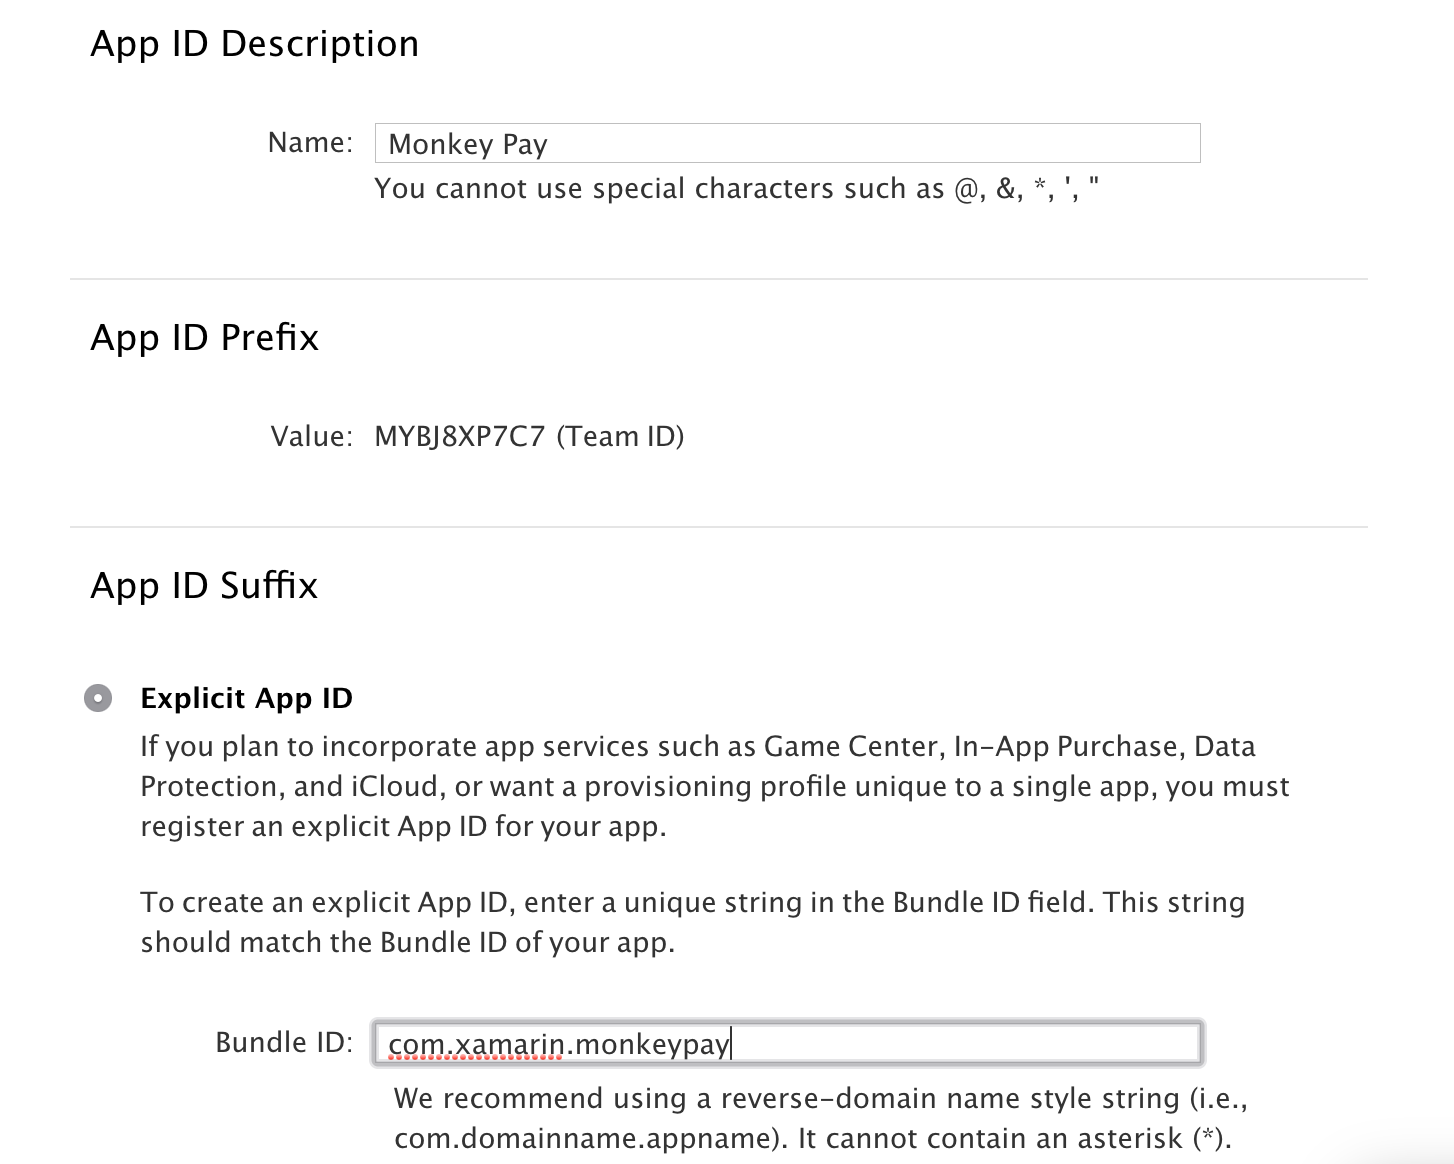 App ID Description
Name: Monkey Pay
You cannot use special characters such as @, &, *, ', "
App ID Prefix
Value: MYBJ8XP7C7 (Team ID)
App ID Suffix
Explicit App ID
If you plan to incorporate app services such as Game Center, In-App Purchase, Data
Protection, and iCloud, or want a provisioning profile unique to a single app, you must
register an explicit App ID for your app.
To create an explicit App ID, enter a unique string in the Bundle ID field. This string
should match the Bundle ID of your app.
Bundle ID: com.xamarin.monkeypay
We recommend using a reverse-domain name style string (i.e.,
com.domainname.appname). It cannot contain an asterisk (*).